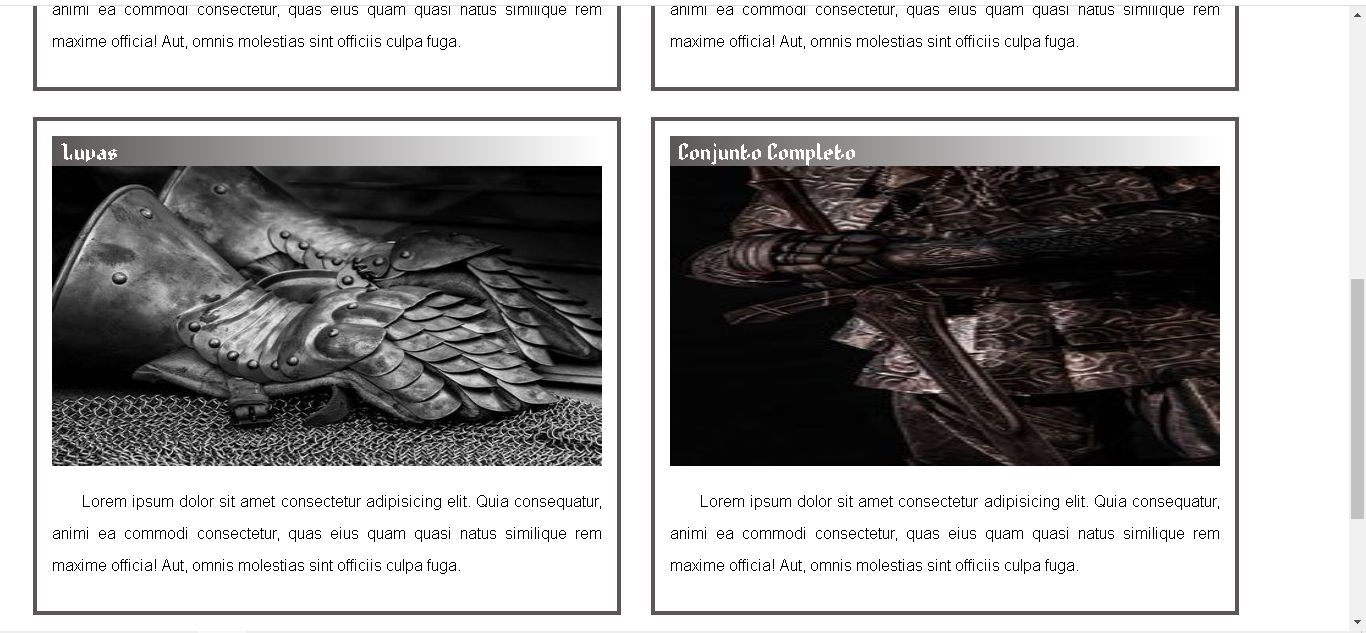 animi ea commodi consectetur, quas eius quam quasi natus similique rem
maxime officia! Aut, omnis molestias sint officiis culpa fuga.
animi ea commodi consectetur, quas eius quam quasi natus similique rem
maxime officia! Aut, omnis molestias sint officiis culpa fuga.
Luvas
Lorem ipsum dolor sit amet consectetur adipisicing elit. Quia consequatur,
animi ea commodi consectetur, quas eius quam quasi natus similique rem
maxime officia! Aut, omnis molestias sint officiis culpa fuga.
Conjunto Completo
Lorem ipsum dolor sit amet consectetur adipisicing elit. Quia consequatur,
animi ea commodi consectetur, quas eius quam quasi natus similique rem
maxime officia! Aut, omnis molestias sint officiis culpa fuga.